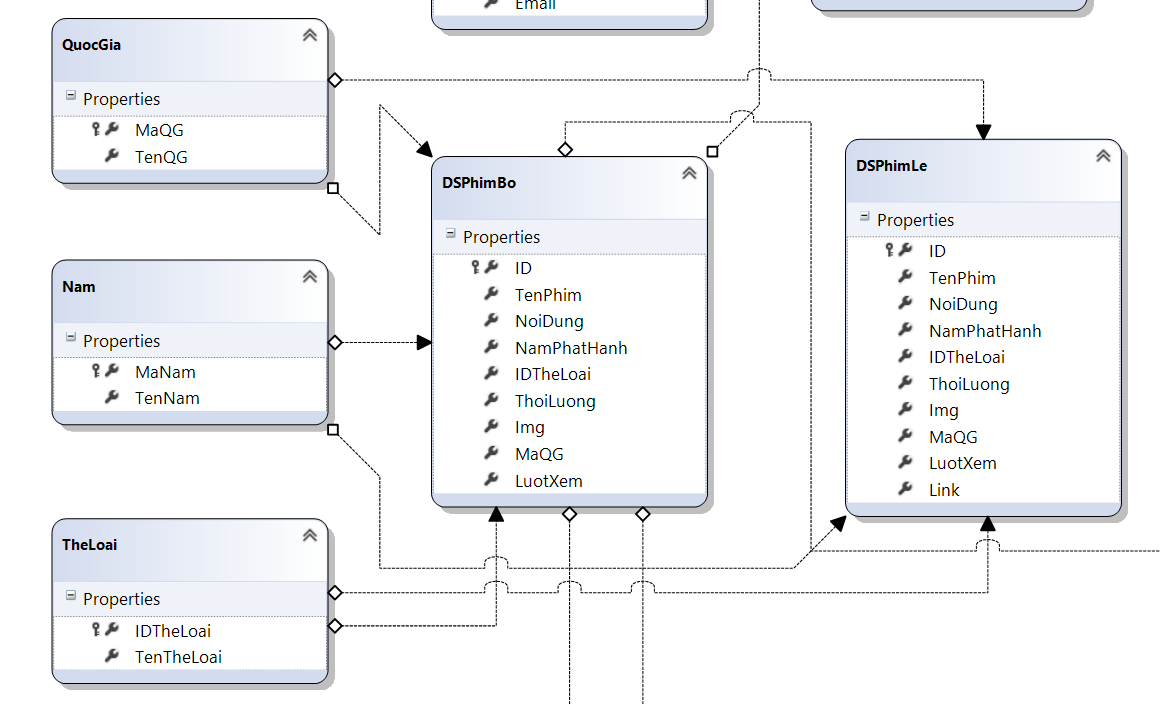 Email
QuocGia
Properties
MaQG
TenQG
Nam
Properties
MaNam
TenNam
TheLoai
Properties
IDTheLoai
TenTheLoai
DSPhimBo
Properties
ID
TenPhim
NoiDung
NamPhatHanh
IDTheLoai
ThoiLuong
Img
MaQG
LuotXem
DSPhimLe
Properties
ID
TenPhim
NoiDung
NamPhatHanh
IDTheLoai
ThoiLuong
Img
MaQG
LuotXem
Link